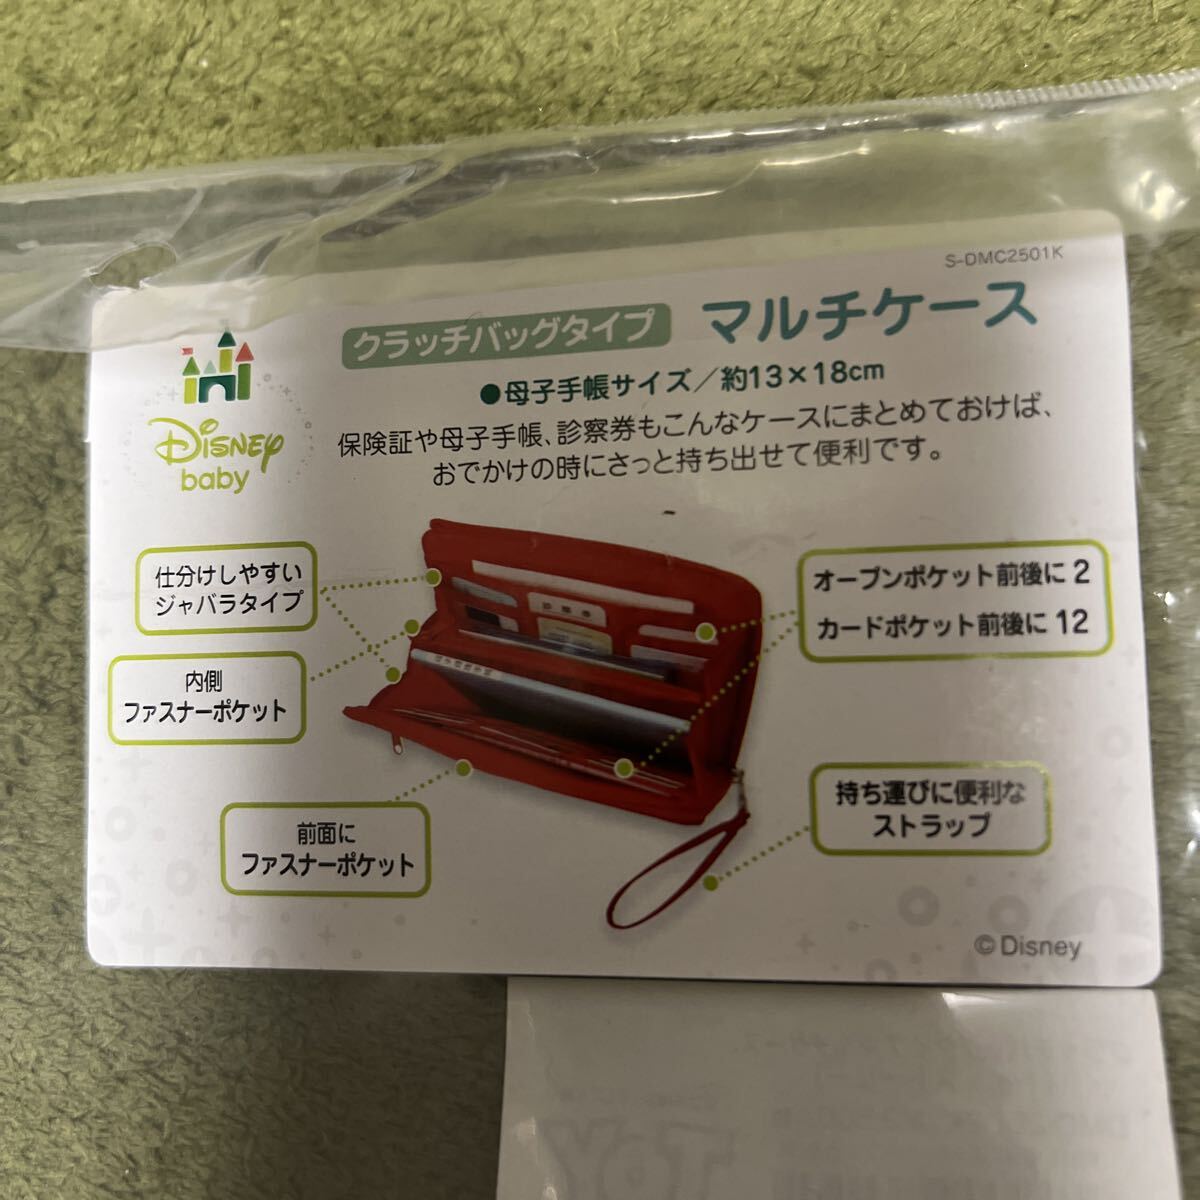 S-DMC2501K
クラッチバッグタイプ マルチケース
●母子手帳サイズ/約13×18cm
保険証や母子手帳、診察券もこんなケースにまとめておけば、
おでかけの時にさっと持ち出せて便利です。
Disney
baby
仕分けしやすい
ジャバラタイプ
内側
ファスナーポケット
前面に
ファスナーポケット
オープンポケット前後に2
カードポケット前後に12
持ち運びに便利な
ストラップ
©Disney